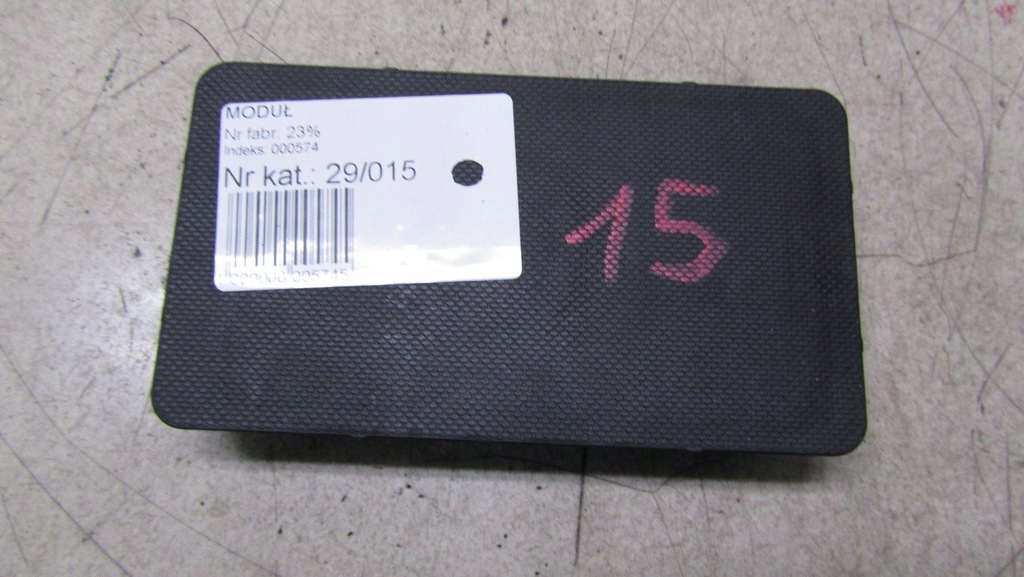 MODUŁ
Nr fabr. 23%
Indeks: 000574
Nr kat.: 29/015
15